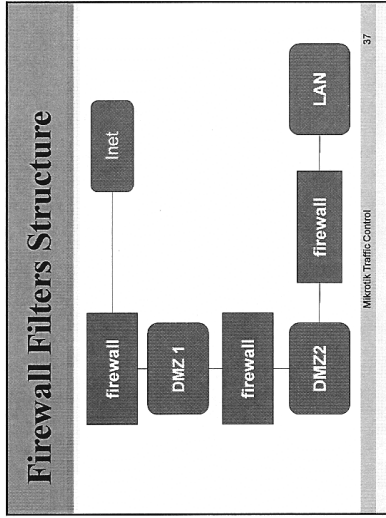 Firewall Filters Structure
Inet
firewall
DMZ 1
firewall
DMZ2
firewall
LAN
Mikrotik Traffic Control
37